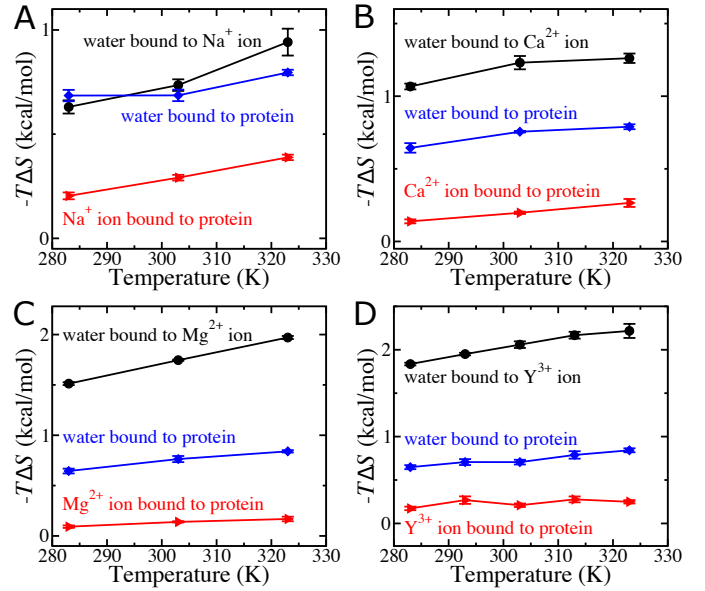 A
1
0
-TΔS (kcal/mol)
water bound to Na⁺ ion
water bound to protein
Na⁺ ion bound to protein
280 290 300 310 320 330
Temperature (K)
B
1
0
-TΔS (kcal/mol)
water bound to Ca²⁺ ion
water bound to protein
Ca²⁺ ion bound to protein
280 290 300 310 320 330
Temperature (K)
C
2
1
0
-TΔS (kcal/mol)
water bound to Mg²⁺ ion
water bound to protein
Mg²⁺ ion bound to protein
280 290 300 310 320 330
Temperature (K)
D
2
1
0
-TΔS (kcal/mol)
water bound to Y³⁺ ion
water bound to protein
Y³⁺ ion bound to protein
280 290 300 310 320 330
Temperature (K)